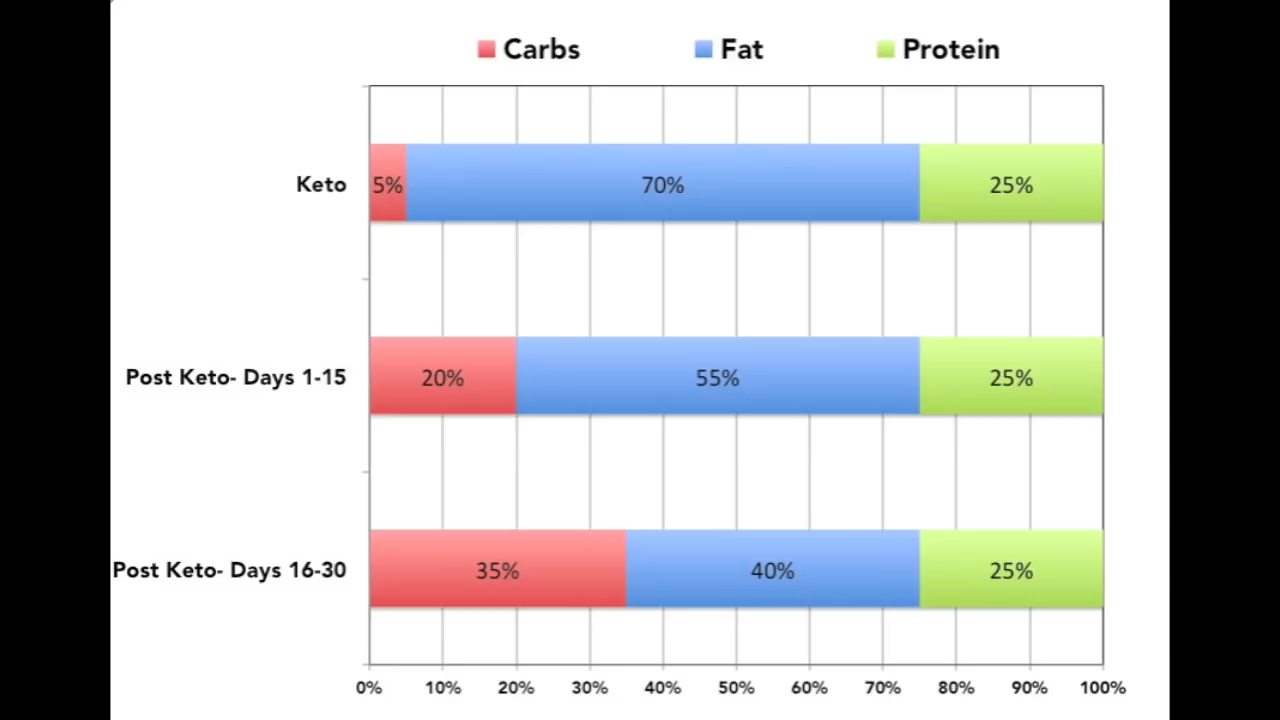 Carbs Fat Protein
Keto 5% 70% 25%
Post Keto- Days 1-15 20% 55% 25%
Post Keto- Days 16-30 35% 40% 25%
0% 10% 20% 30% 40% 50% 60% 70% 80% 90% 100%